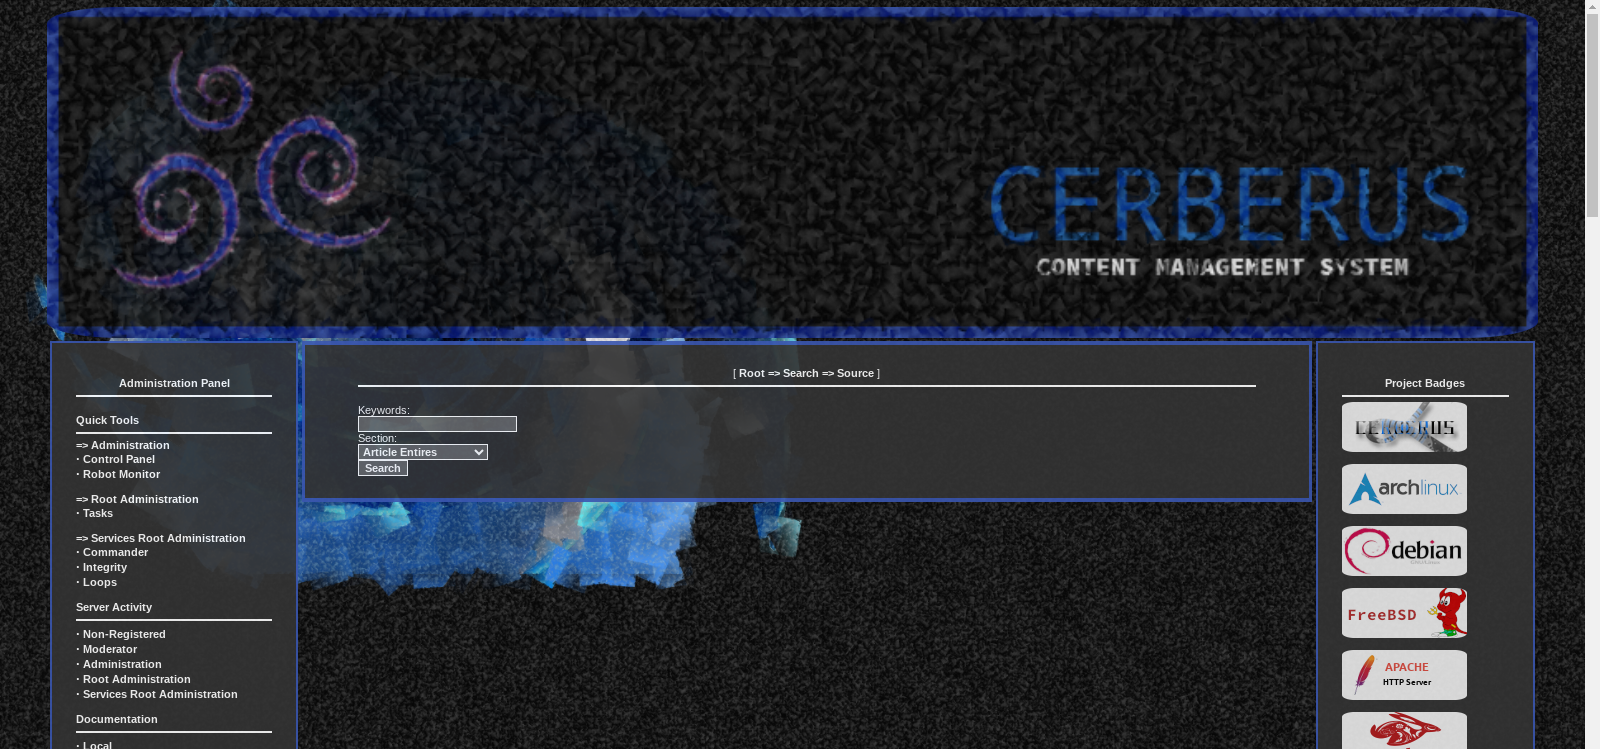 CERBERUS
CONTENT MANAGEMENT SYSTEM
Administration Panel
Quick Tools
=> Administration
· Control Panel
· Robot Monitor
=> Root Administration
· Tasks
=> Services Root Administration
· Commander
· Integrity
· Loops
Server Activity
· Non-Registered
· Moderator
· Administration
· Root Administration
· Services Root Administration
Documentation
· Local
[ Root => Search => Source ]
Keywords:
Section:
Article Entires
Search
Project Badges
CERBERUS
archlinux
debian
FreeBSD
APACHE
HTTP Server